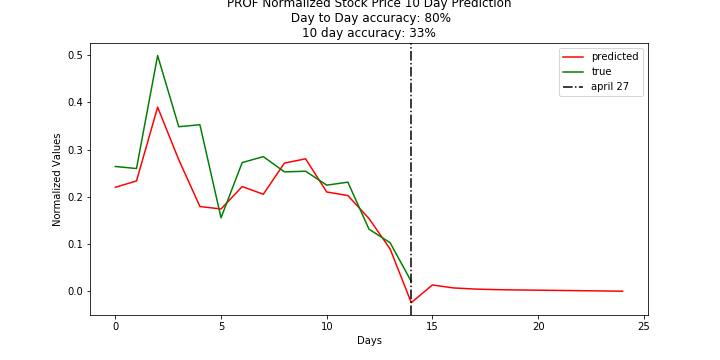 PROF Normalized Stock Price 10 Day Prediction
Day to Day accuracy: 80%
10 day accuracy: 33%
predicted
true
april 27
0.5
0.4
0.3
0.2
0.1
0.0
Normalized Values
0
5
10
15
20
25
Days